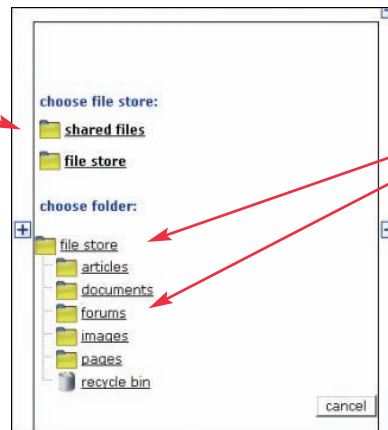 choose file store:
shared files
file store
choose folder:
file store
articles
documents
forums
images
pages
recycle bin
cancel